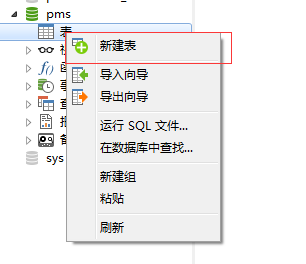 pms
表
新建表
导入向导
导出向导
运行 SQL 文件...
在数据库中查找...
新建组
粘贴
刷新
sys